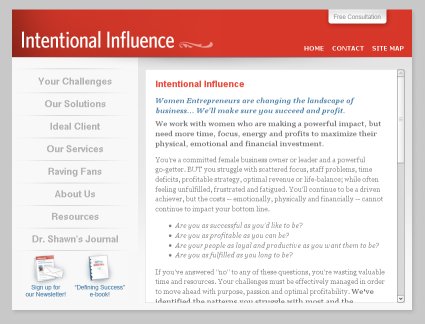 Free Consultation
Intentional Influence
HOME CONTACT SITE MAP
Your Challenges
Our Solutions
Ideal Client
Our Services
Raving Fans
About Us
Resources
Dr. Shawn's Journal
Sign up for
our Newsletter!
"Defining Success"
e-book!
Intentional Influence
Women Entrepreneurs are changing the landscape of
business... We'll make sure you succeed and profit.
We work with women who are making a powerful impact, but
need more time, focus, energy and profits to maximize their
physical, emotional and financial investment.
You're a committed female business owner or leader and a powerful
go-getter. BUT you struggle with scattered focus, staff problems, time
deficits, profitable strategy, optimal revenue or life-balance; while often
feeling unfulfilled, frustrated and fatigued. You'll continue to be a driven
achiever, but the costs -- emotionally, physically and financially -- cannot
continue to impact your bottom line.
Are you as successful as you'd like to be?
Are you as profitable as you can be?
Are your people as loyal and productive as you want them to be?
Are you as fulfilled as you long to be?
If you've answered "no" to any of these questions, you're wasting valuable
time and resources. Your challenges must be effectively managed in order
to move ahead with purpose, passion and optimal profitability. We've
identified the patterns you struggle with most and the